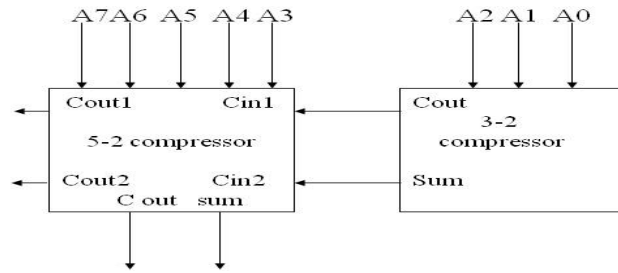 A7A6 A5 A4 A3 A2 A1 A0
Cout1 Cin1 Cout
3-2
5-2 compressor compressor
Cout2 Cin2 Sum
C out sum